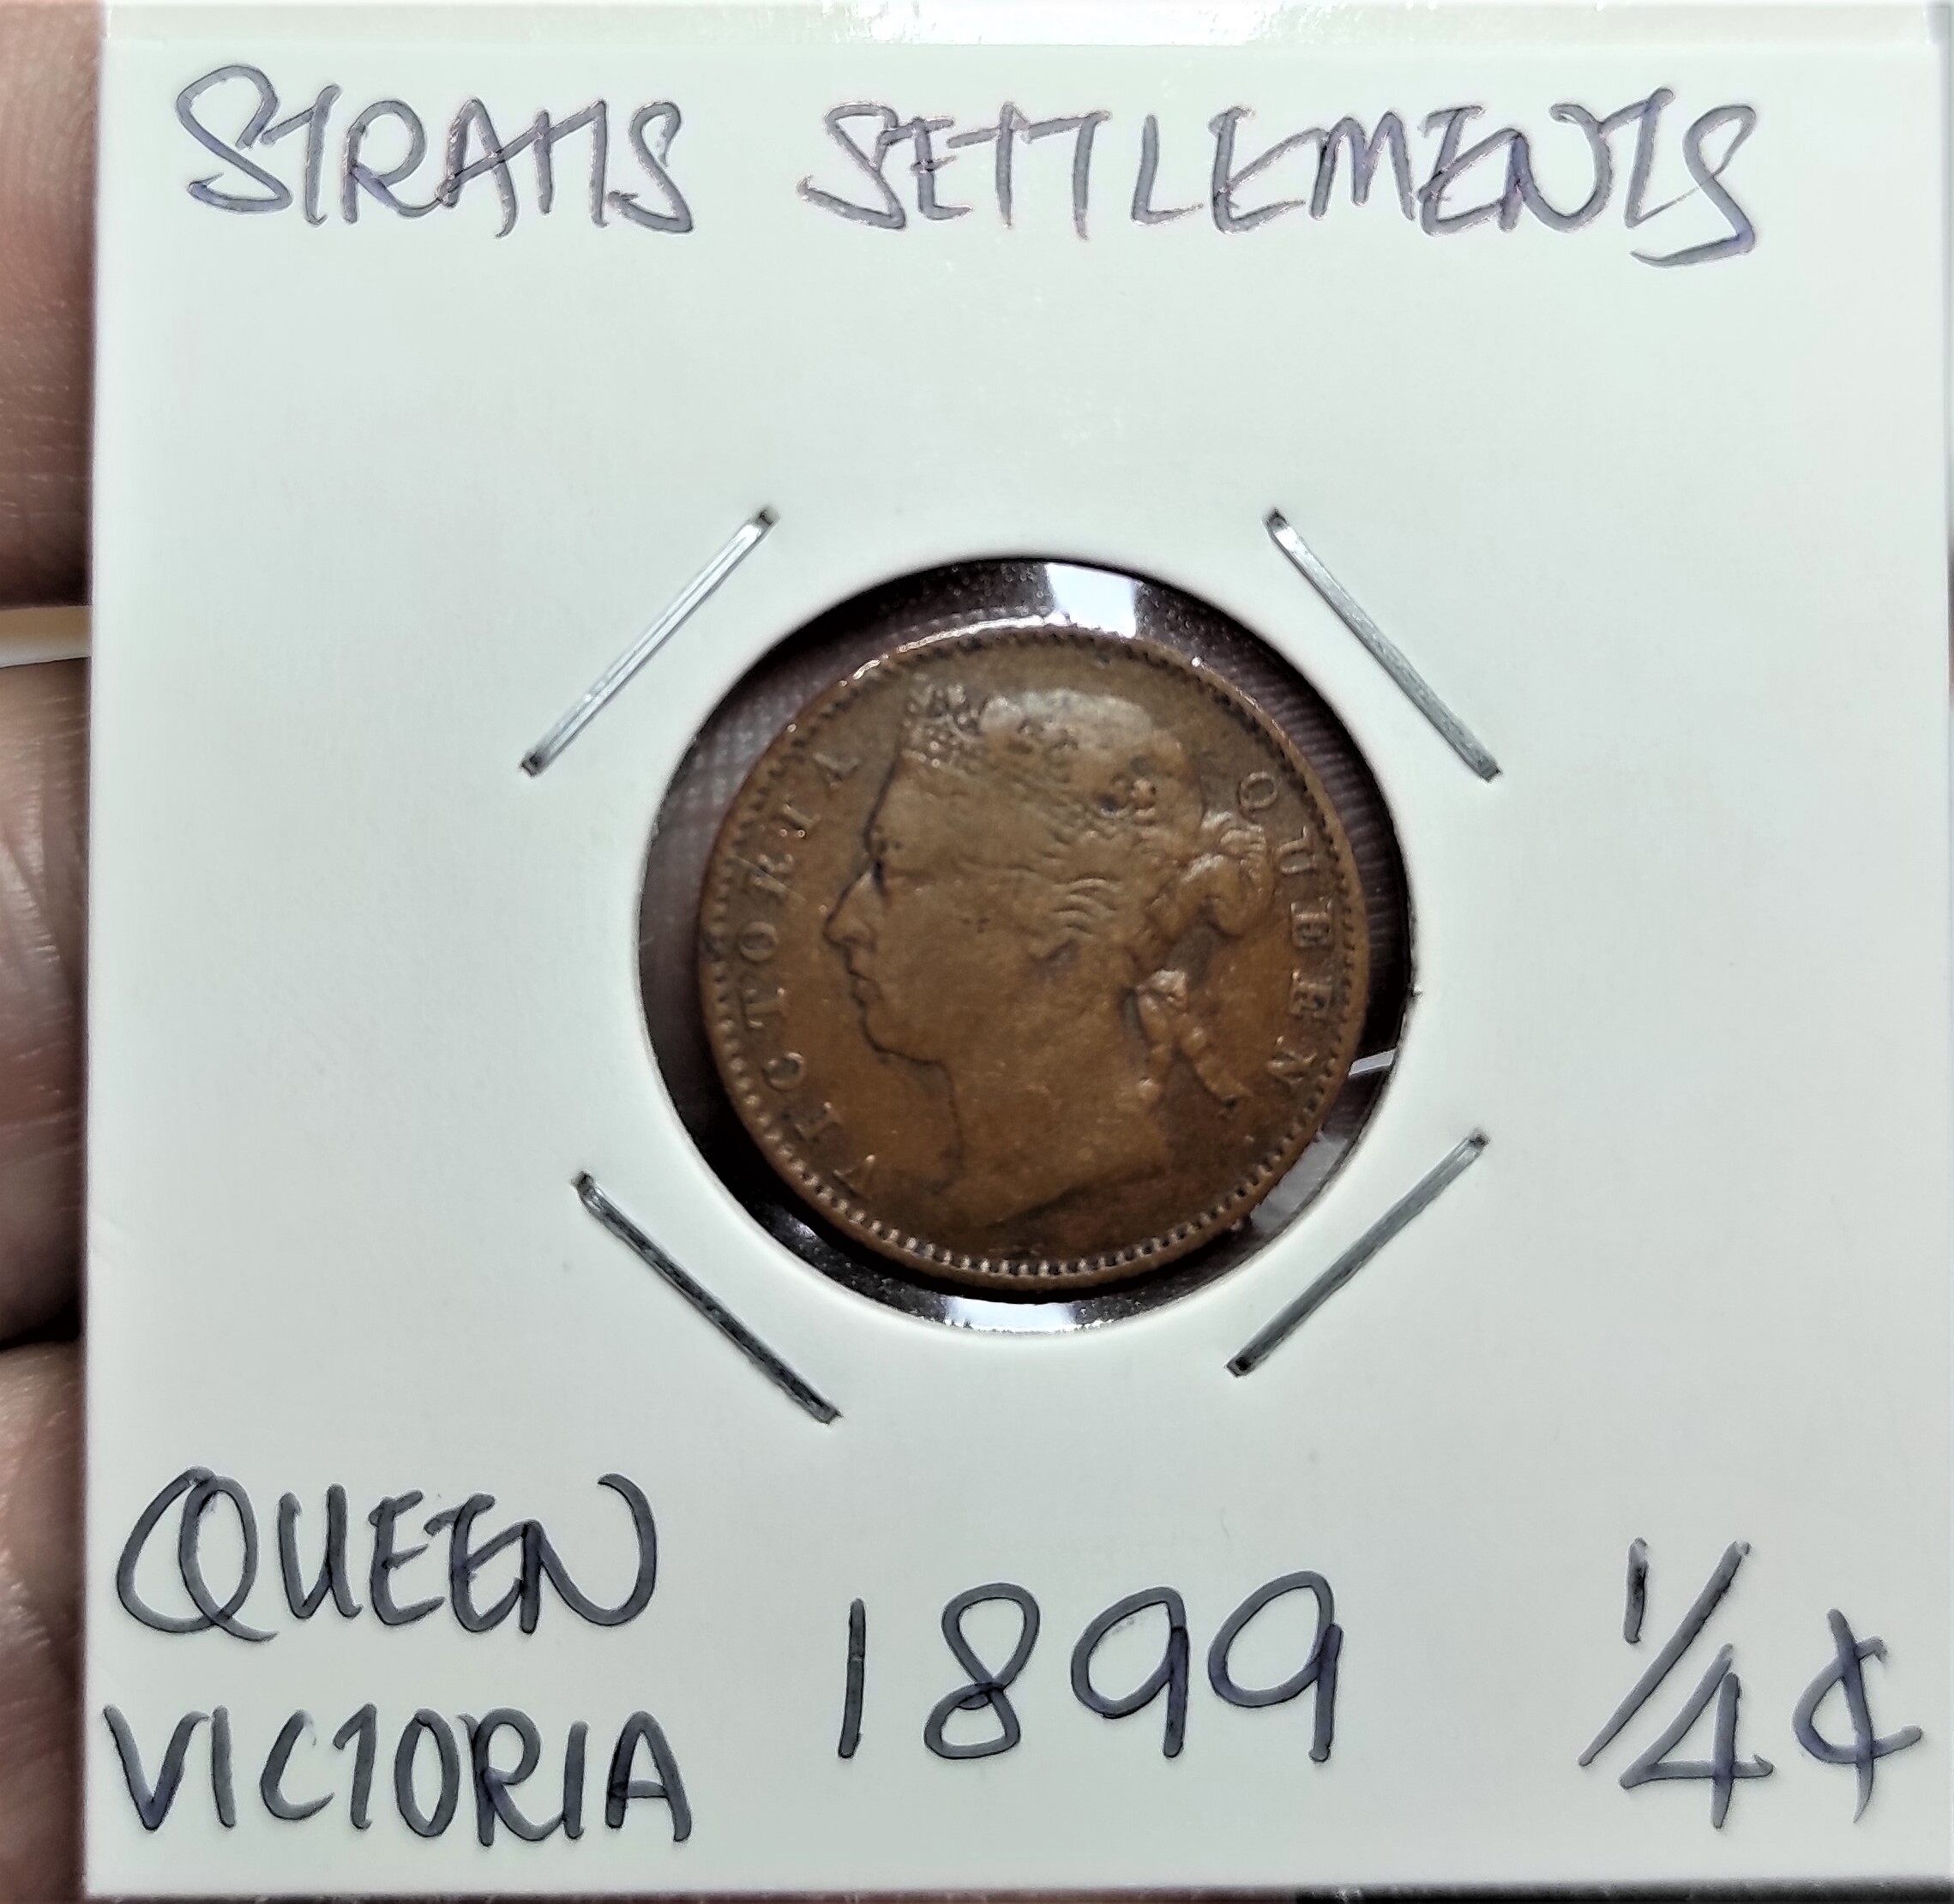 STRAITS SETTLEMENTS
VICTORIA QUEEN
QUEEN
VICTORIA 1899 1/4¢